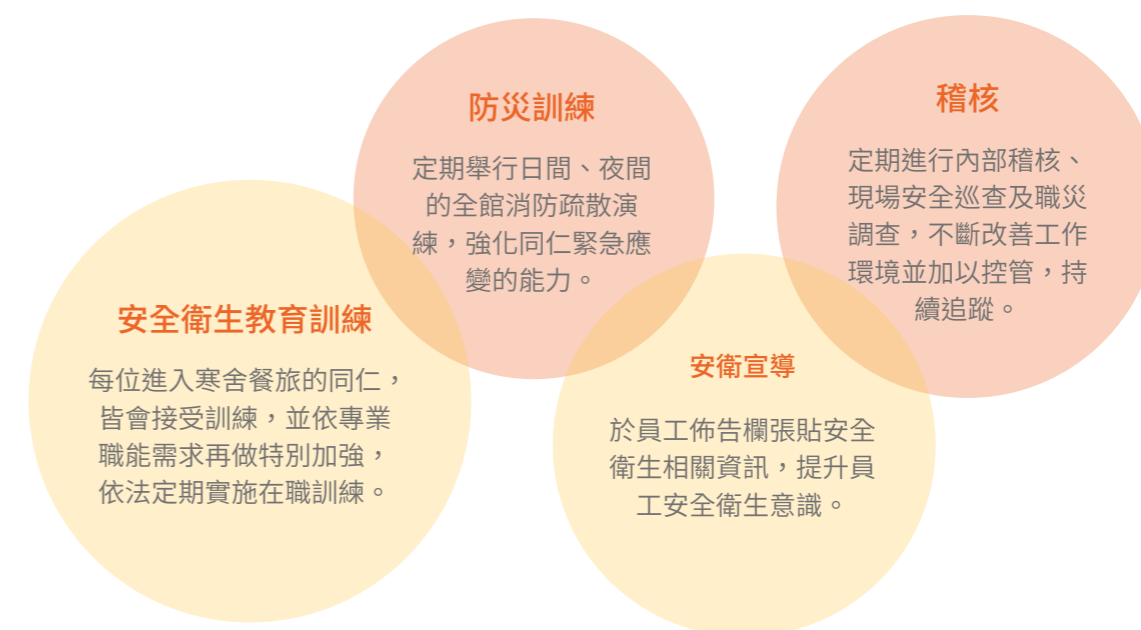 安全衛生教育訓練
每位進入寒舍餐旅的同仁，
皆會接受訓練，並依專業
職能需求再做特別加強，
依法定期實施在職訓練。
防災訓練
定期舉行日間、夜間
的全館消防疏散演
練，強化同仁緊急應
變的能力。
安衛宣導
於員工佈告欄張貼安全
衛生相關資訊，提升員
工安全衛生意識。
稽核
定期進行內部稽核、
現場安全巡查及職災
調查，不斷改善工作
環境並加以控管，持
續追蹤。